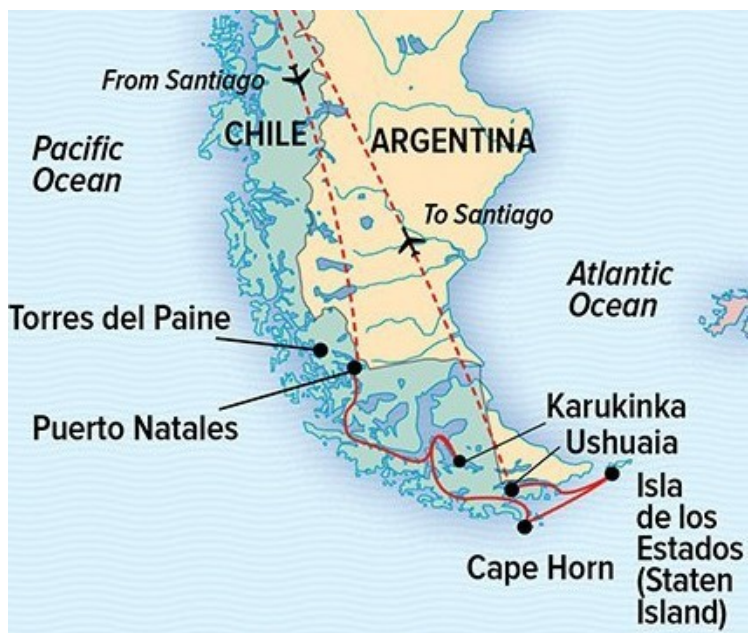 From Santiago
CHILE
ARGENTINA
Pacific
Ocean
To Santiago
Atlantic
Ocean
Torres del Paine
Puerto Natales
Karukinka
Ushuaia
Isla
de los
Estados
(Staten
Island)
Cape Horn